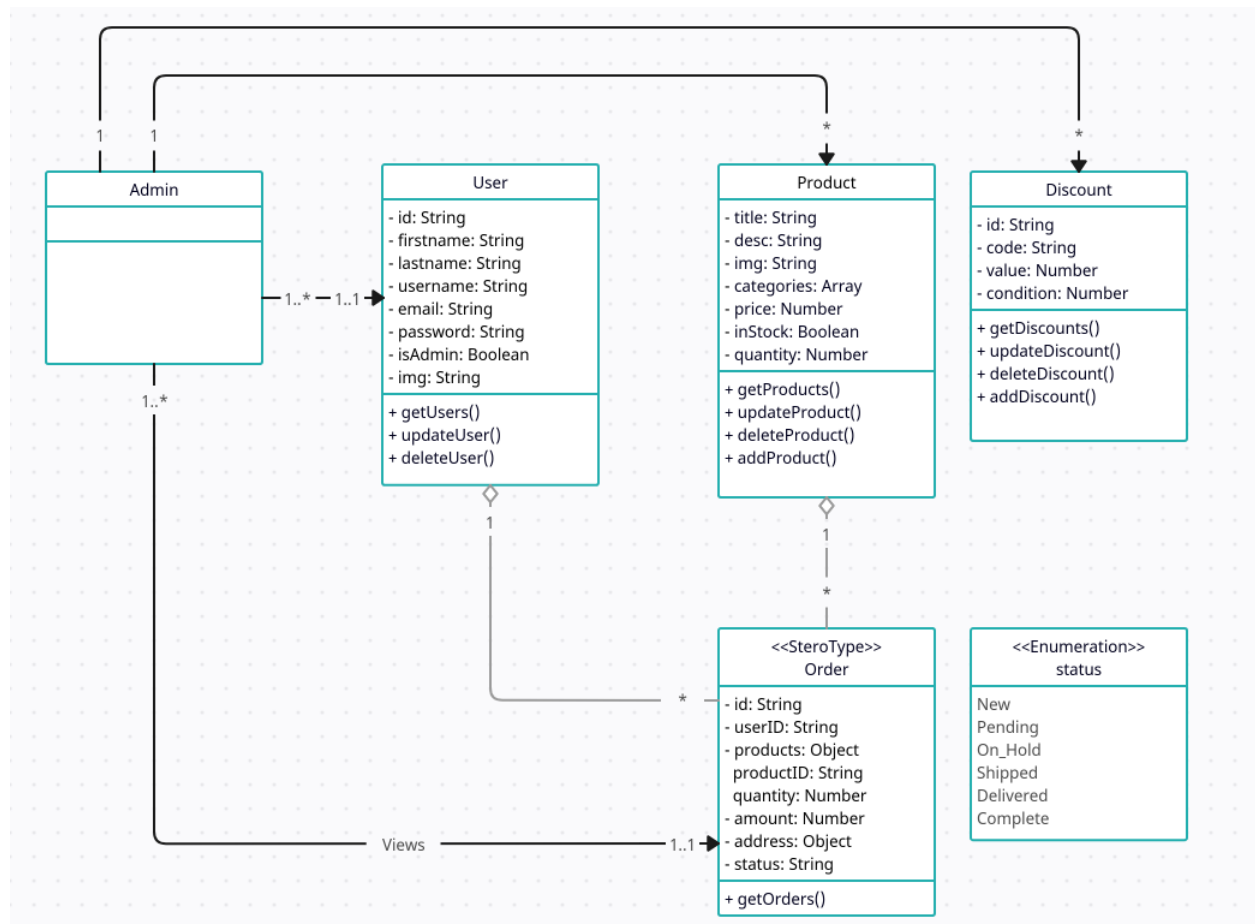 1
1
*
*
Admin
1..*
1..1
1..*
User
- id: String
- firstname: String
- lastname: String
- username: String
- email: String
- password: String
- isAdmin: Boolean
- img: String
+ getUsers()
+ updateUser()
+ deleteUser()
Product
- title: String
- desc: String
- img: String
- categories: Array
- price: Number
- inStock: Boolean
- quantity: Number
+ getProducts()
+ updateProduct()
+ deleteProduct()
+ addProduct()
Discount
- id: String
- code: String
- value: Number
- condition: Number
+ getDiscounts()
+ updateDiscount()
+ deleteDiscount()
+ addDiscount()
1
*
1
*
Views
1..1
<<SteroType>>
Order
- id: String
- userID: String
- products: Object
productID: String
quantity: Number
- amount: Number
- address: Object
- status: String
+ getOrders()
<<Enumeration>>
status
New
Pending
On_Hold
Shipped
Delivered
Complete